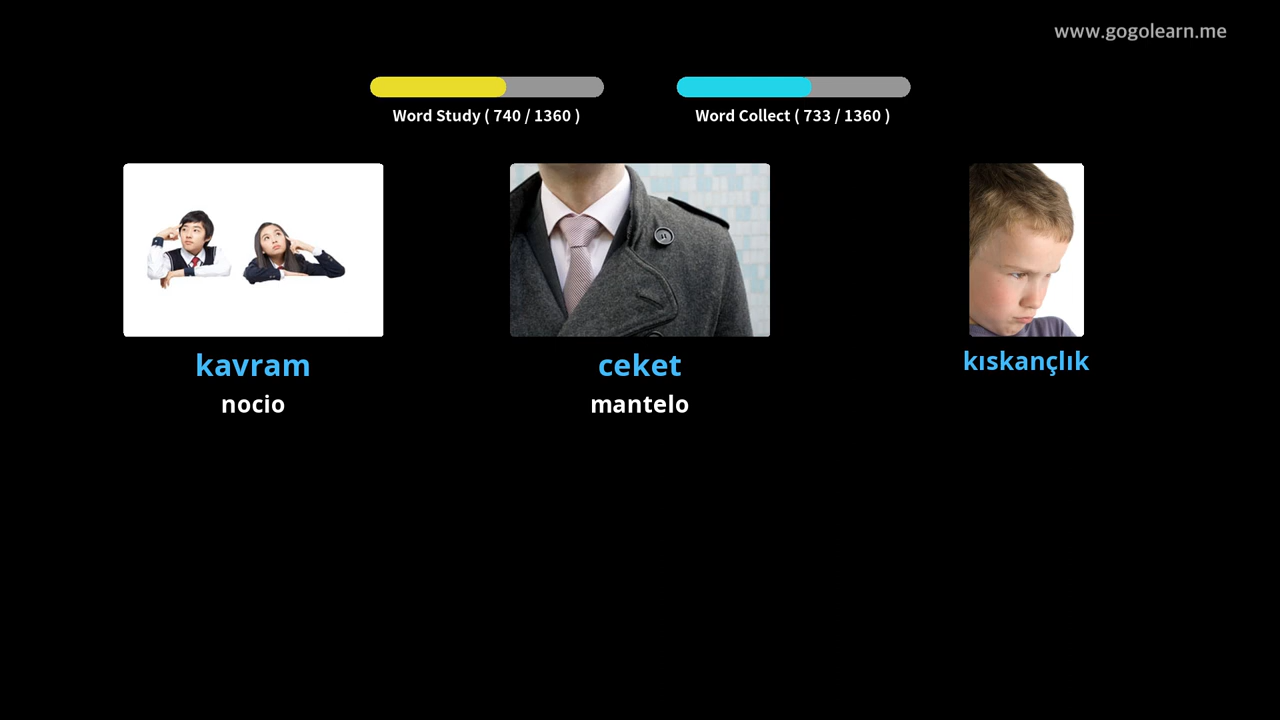 www.gogolearn.me
Word Study ( 740 / 1360 )
Word Collect ( 733 / 1360 )
kavram
nocio
ceket
mantelo
kıskançlık